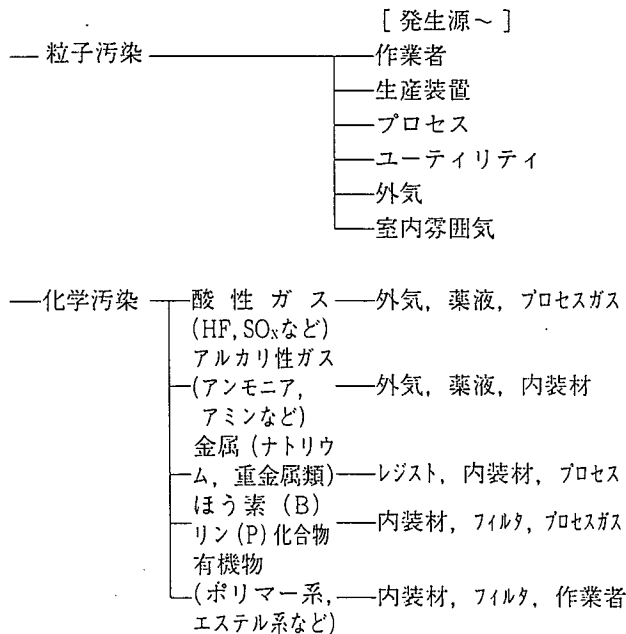 [発生源~]
粒子汚染 作業者
生産装置
プロセス
ユーティリティ
外気
室内雰囲気
化学汚染 酸性ガス 外気, 薬液, プロセスガス
(HF, SOxなど)
アルカリ性ガス
(アンモニア, 外気, 薬液, 内装材
アミンなど)
金属(ナトリウ
ム, 重金属類) レジスト, 内装材, プロセス
ほう素(B)
リン(P)化合物 内装材, フィルタ, プロセスガス
有機物
(ポリマー系, 内装材, フィルタ, 作業者
エステル系など)